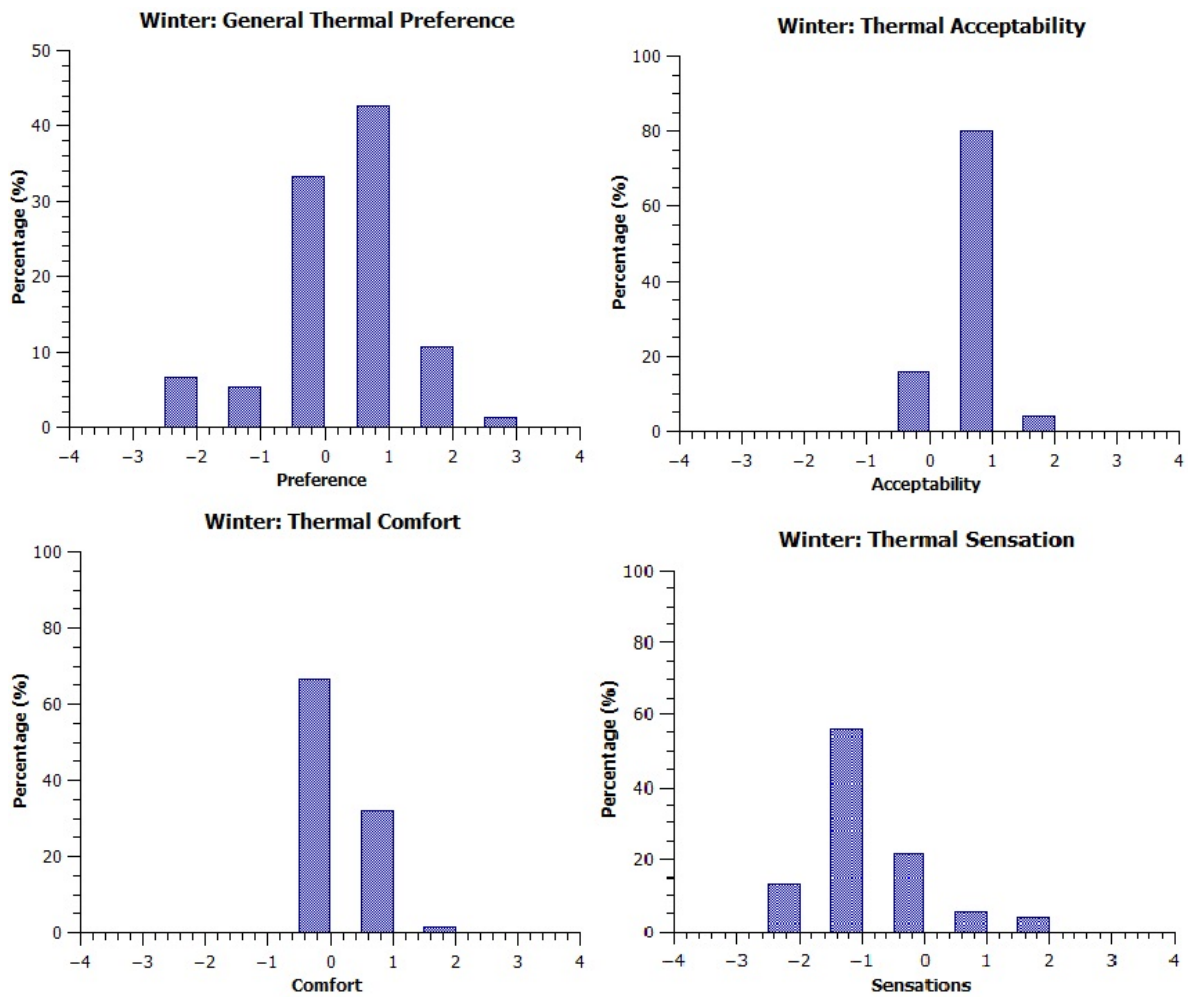 Winter: General Thermal Preference
50
40
30
20
10
0
−4 −3 −2 −1 0 1 2 3 4
Percentage (%)
Preference
Winter: Thermal Acceptability
100
80
60
40
20
0
−4 −3 −2 −1 0 1 2 3 4
Percentage (%)
Acceptability
Winter: Thermal Comfort
100
80
60
40
20
0
−4 −3 −2 −1 0 1 2 3 4
Percentage (%)
Comfort
Winter: Thermal Sensation
100
80
60
40
20
0
−4 −3 −2 −1 0 1 2 3 4
Percentage (%)
Sensations